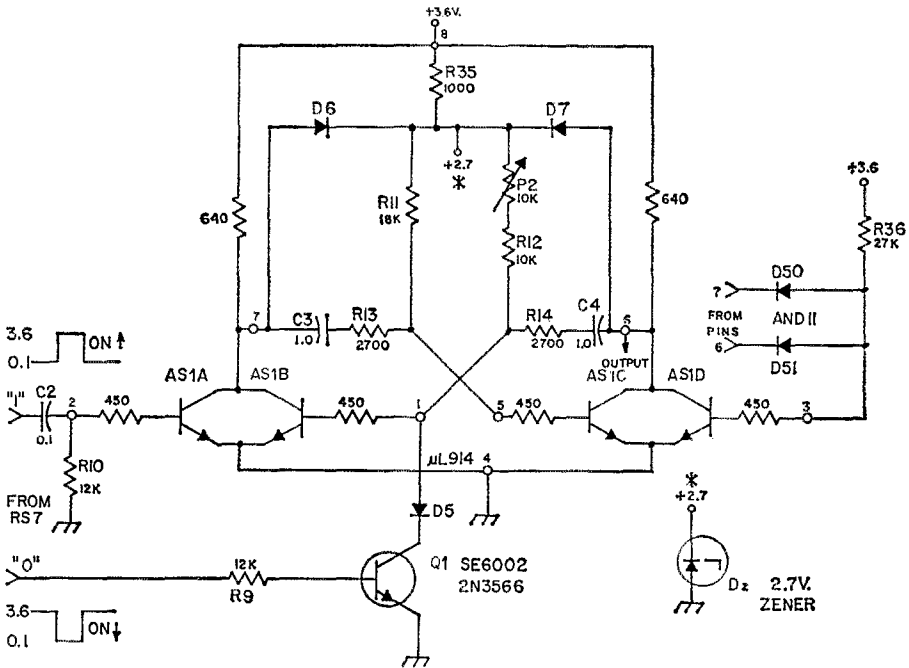 +3.6V.
8
R35
1000
D6
D7
+2.7
*
+3.6
P2
10K
R11
18K
640
640
R36
27K
R12
10K
D50
7
FROM
PINS
AND II
6
D51
7
C3
1.0
R13
2700
R14
2700
C4
1.0
6
OUTPUT
3.6
0.1
ON ↑
AS1A
AS1B
AS1C
AS1D
"1"
C2
0.1
2
450
450
1
5
450
450
3
R10
12K
µL914
4
FROM
RS7
D5
*
+2.7
"0"
12K
R9
Q1
SE6002
2N3566
Dz
2.7V.
ZENER
3.6
0.1
ON ↓